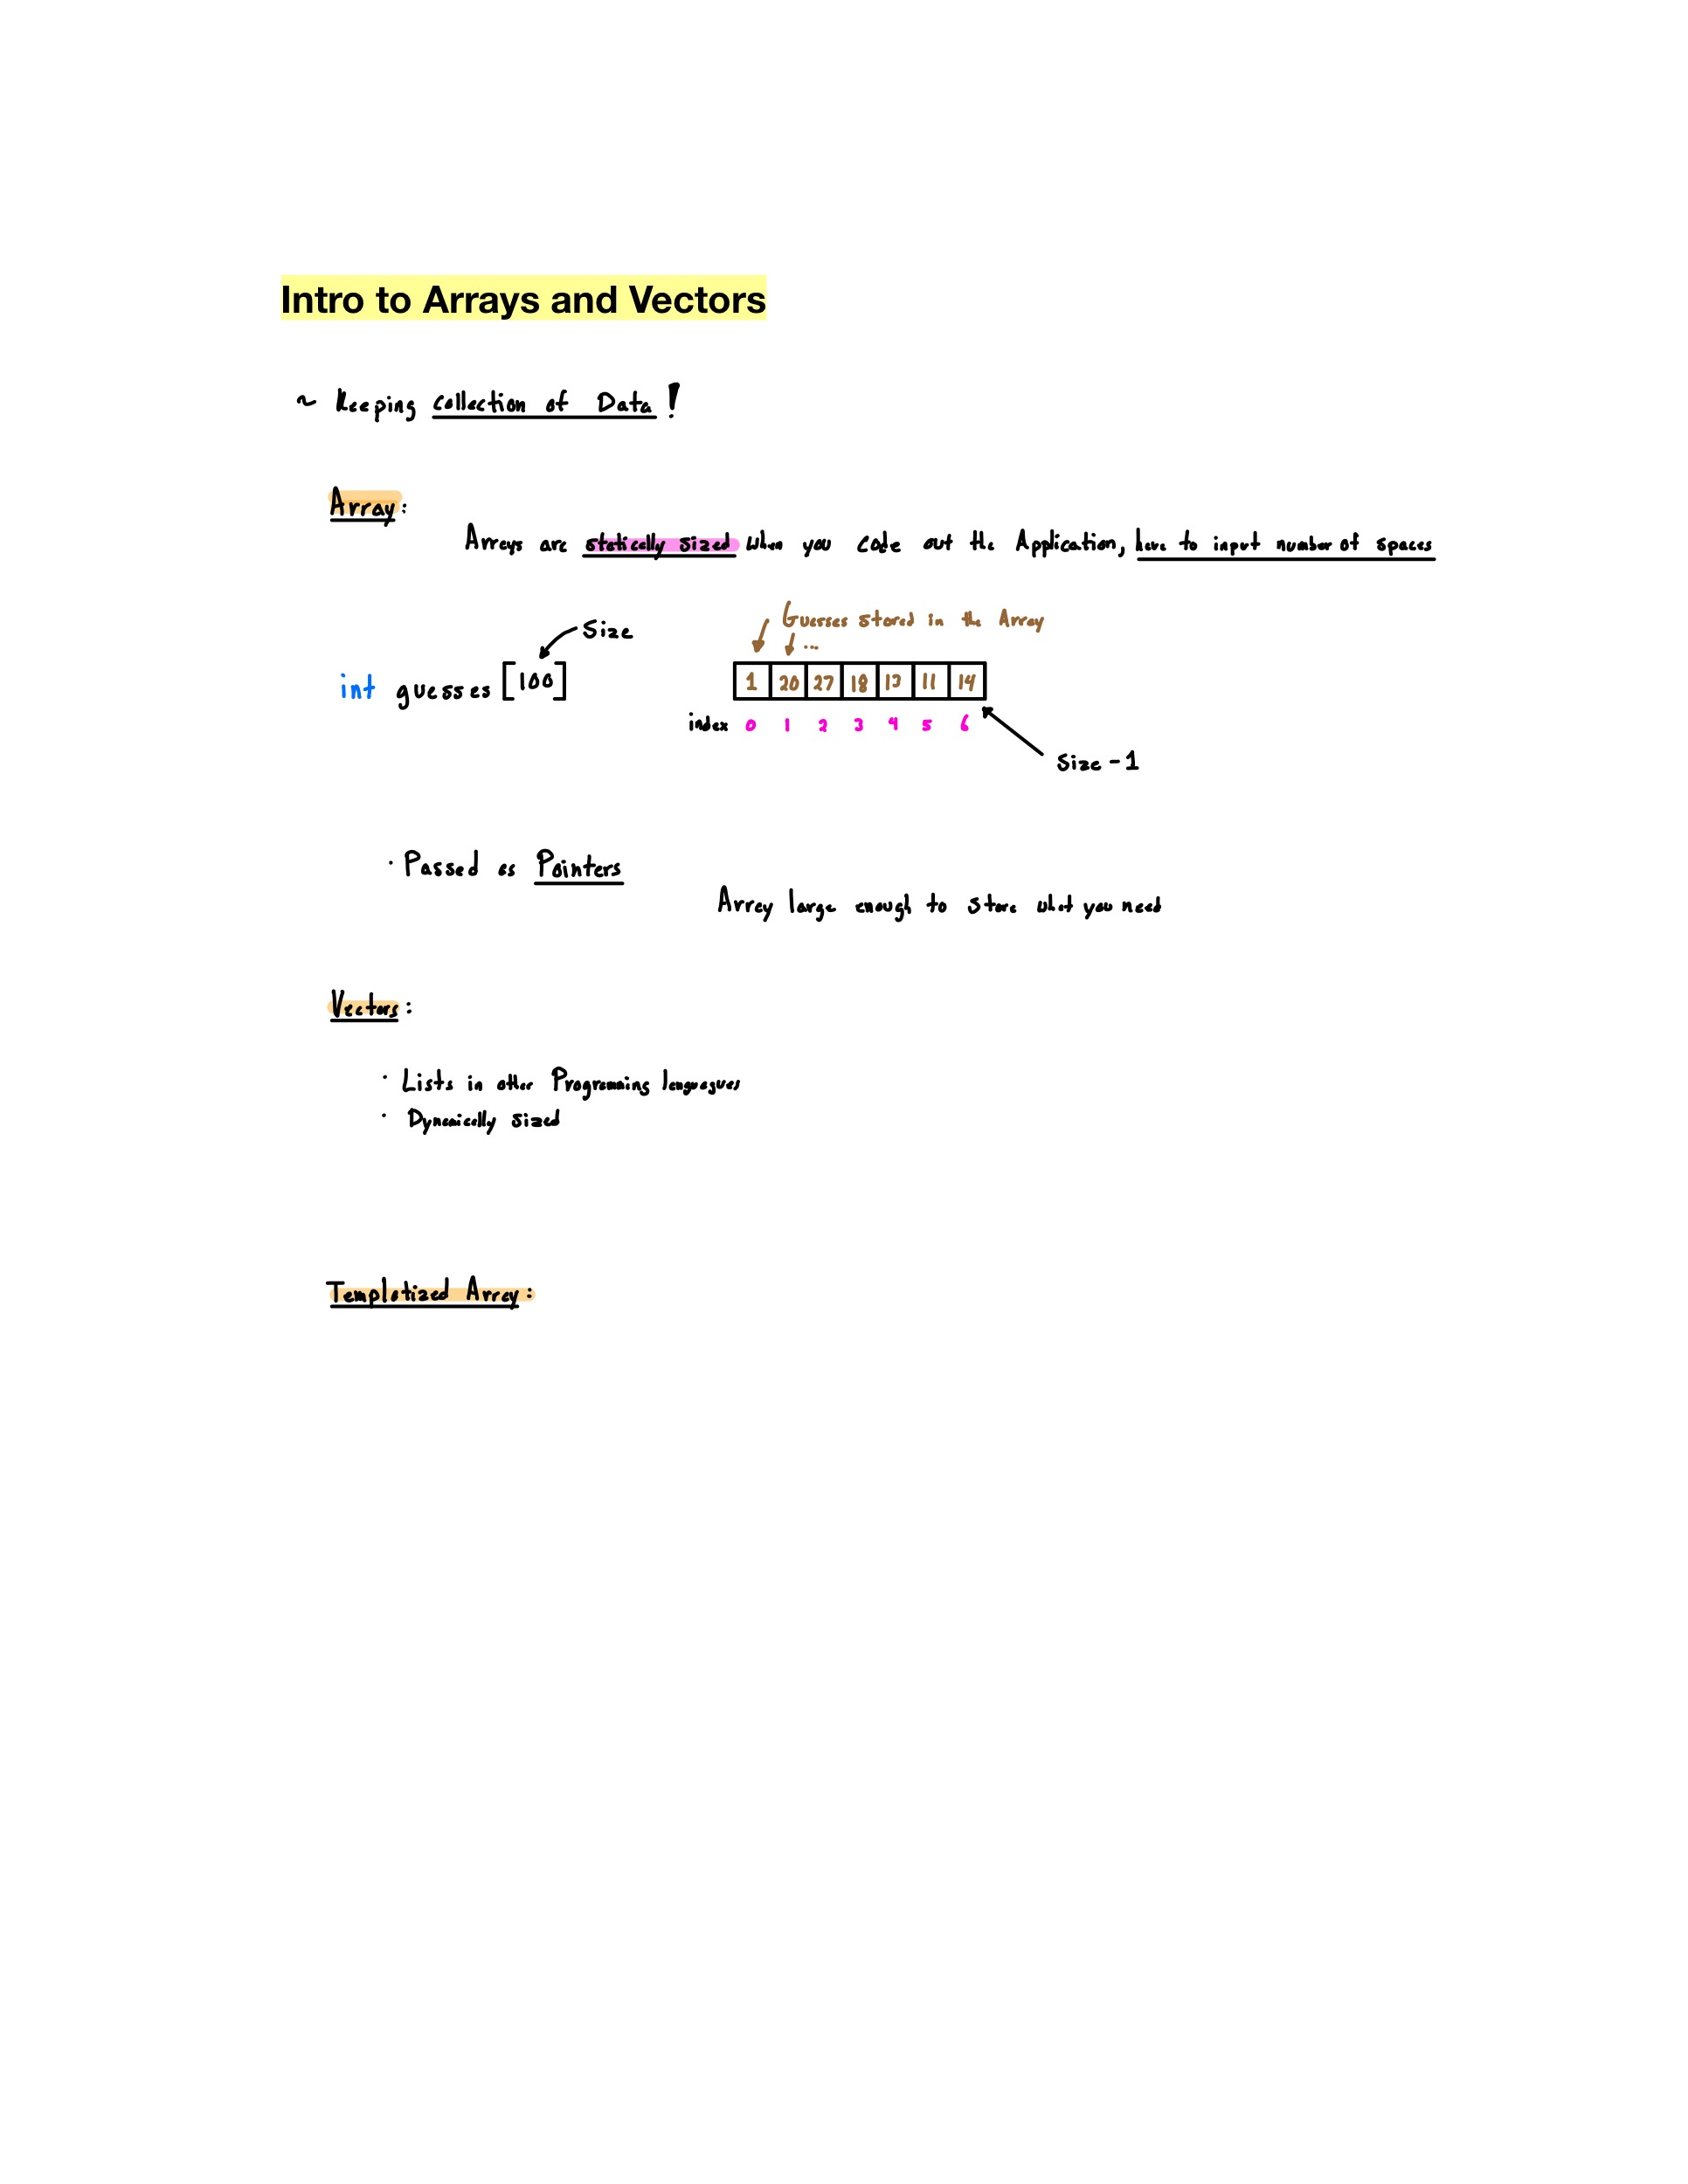 Intro to Arrays and Vectors
~ Keeping collection of Data!
Array:
Arrays are statically sized when you code out the Application, have to input number of spaces
Guesses stored in the Array
Size
...
int guesses [100]
1 20 27 18 13 11 14
index 0 1 2 3 4 5 6
Size - 1
· Passed as Pointers
Array large enough to store what you need
Vectors:
· Lists in other Programming languagues
· Dynamically sized
Templatized Array: